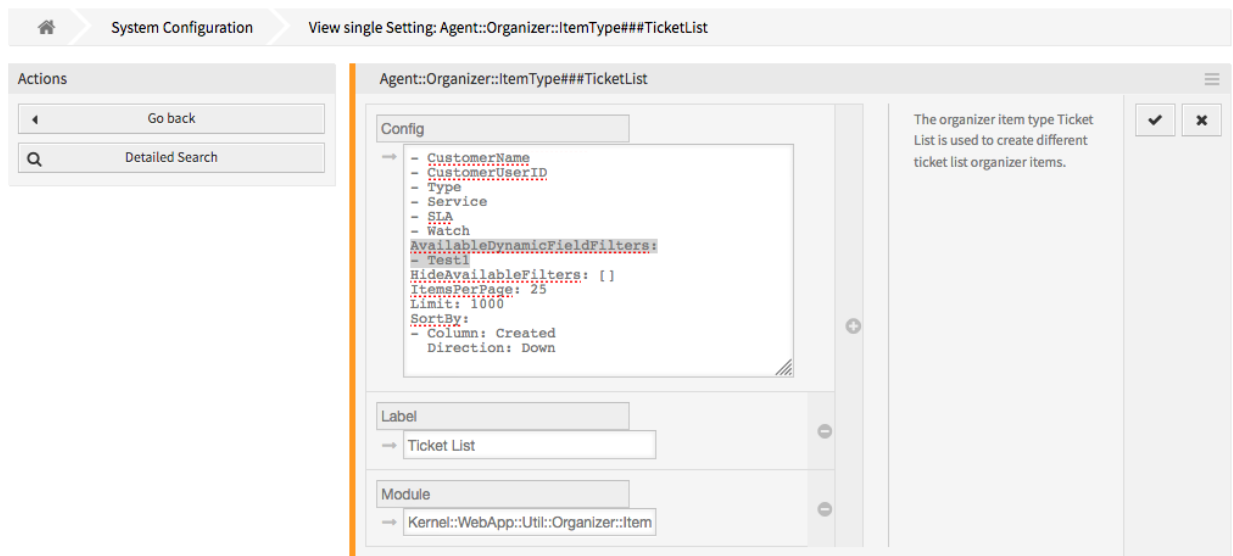 System Configuration
View single Setting: Agent::Organizer::ItemType###TicketList
Actions
Go back
Detailed Search
Agent::Organizer::ItemType###TicketList
Config
- CustomerName
- CustomerUserID
- Type
- Service
- SLA
- Watch
AvailableDynamicFieldFilters:
- Test1
HideAvailableFilters: []
ItemsPerPage: 25
Limit: 1000
SortBy:
- Column: Created
Direction: Down
Label
Ticket List
Module
Kernel::WebApp::Util::Organizer::Item
The organizer item type Ticket
List is used to create different
ticket list organizer items.